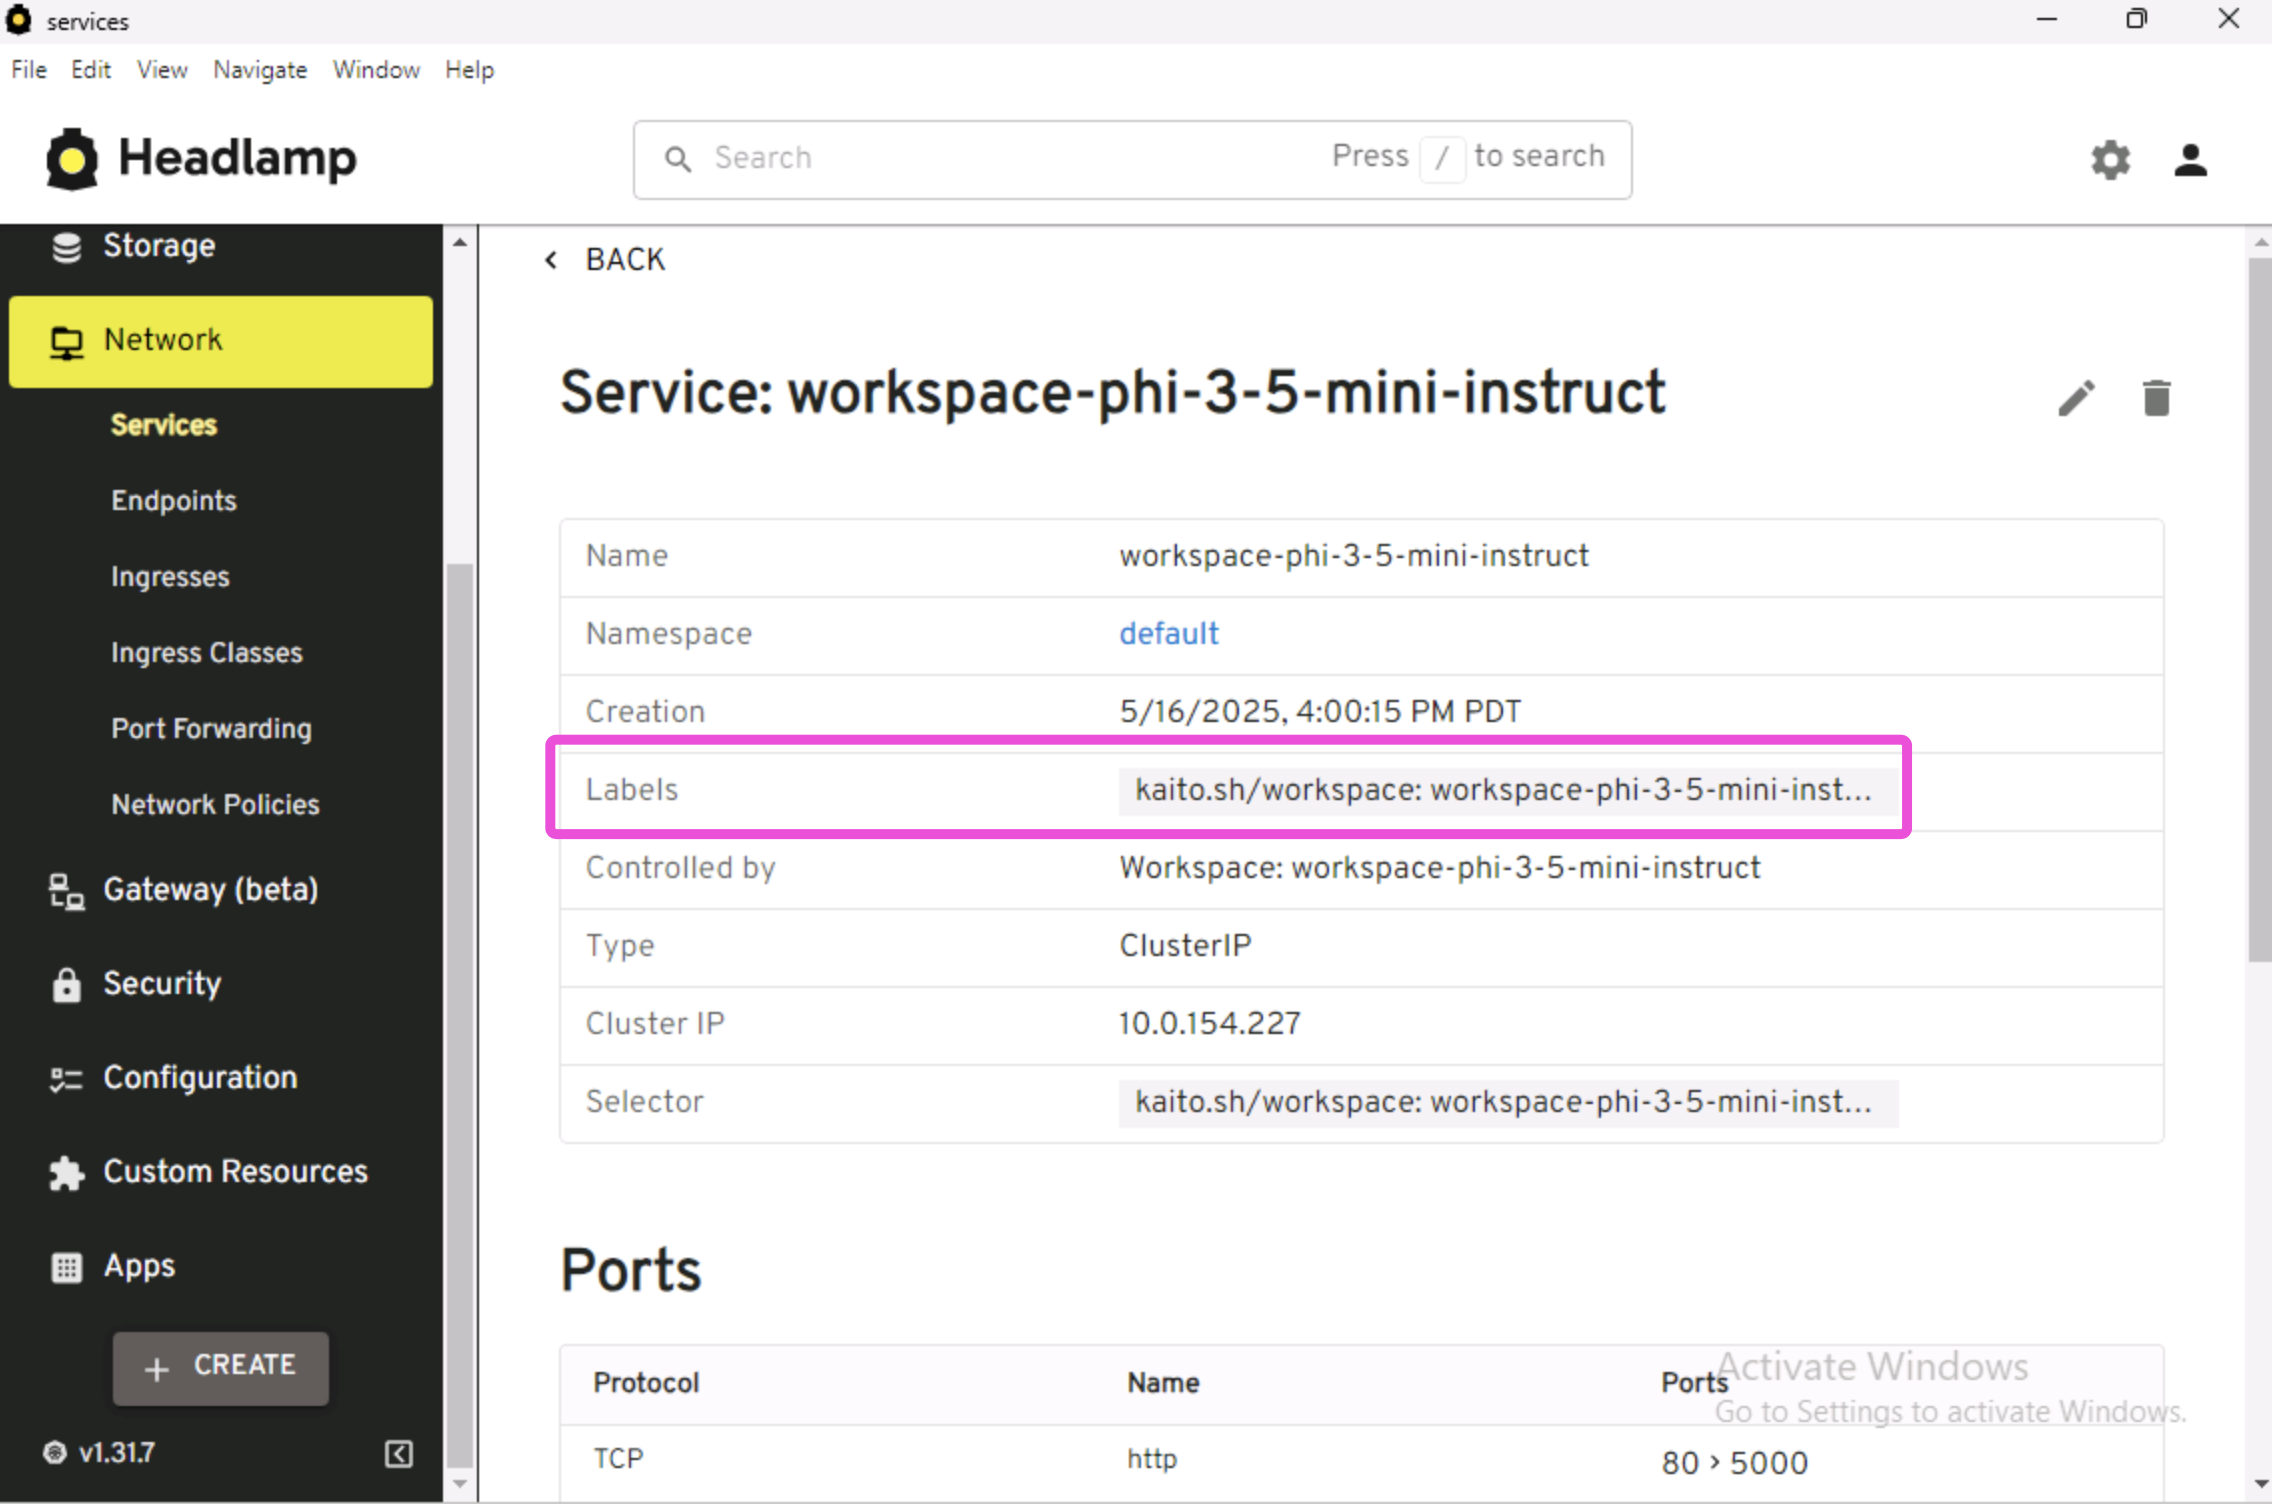 services
File Edit View Navigate Window Help
Headlamp
Search Press / to search
Storage
Network
Services
Endpoints
Ingresses
Ingress Classes
Port Forwarding
Network Policies
Gateway (beta)
Security
Configuration
Custom Resources
Apps
+ CREATE
v1.31.7
< BACK
Service: workspace-phi-3-5-mini-instruct
Name workspace-phi-3-5-mini-instruct
Namespace default
Creation 5/16/2025, 4:00:15 PM PDT
Labels kaito.sh/workspace: workspace-phi-3-5-mini-inst...
Controlled by Workspace: workspace-phi-3-5-mini-instruct
Type ClusterIP
Cluster IP 10.0.154.227
Selector kaito.sh/workspace: workspace-phi-3-5-mini-inst...
Ports
Protocol Name Ports
TCP http 80 > 5000
Activate Windows
Go to Settings to activate Windows.